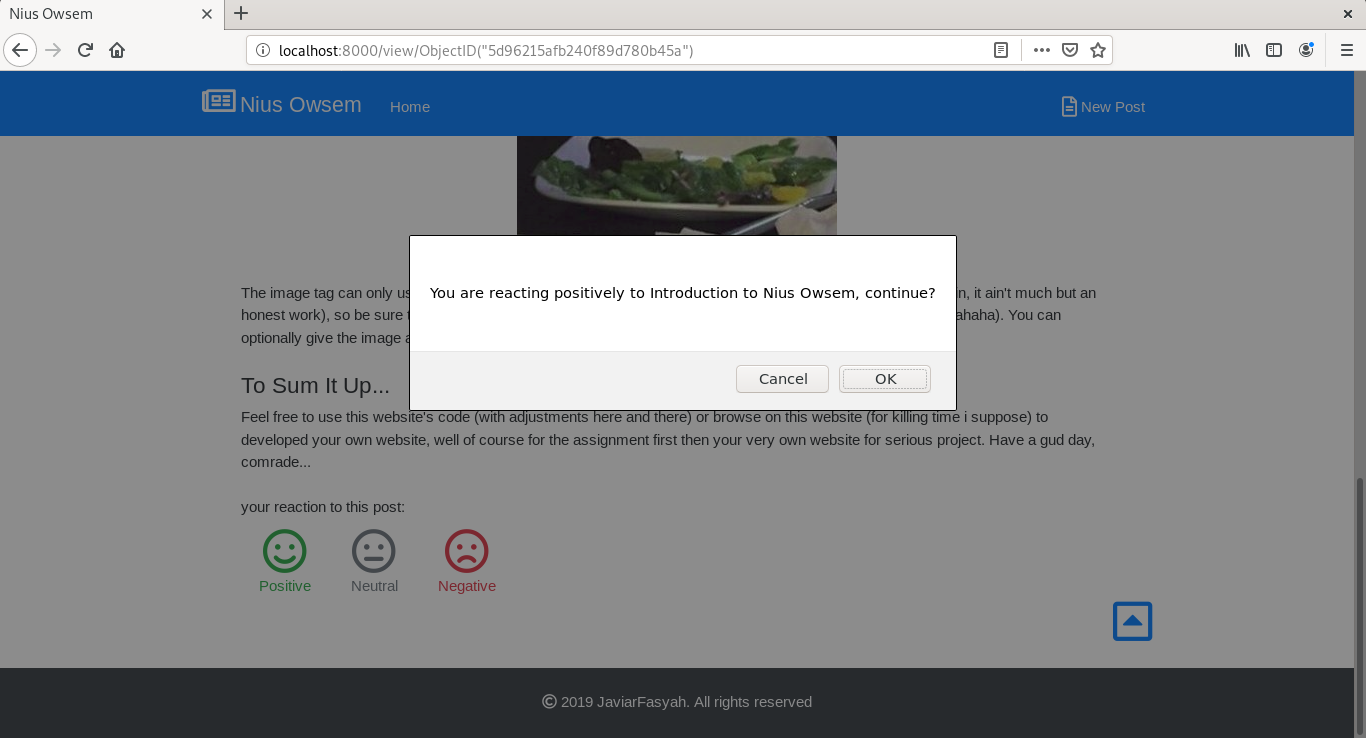 Nius Owsem
localhost:8000/view/ObjectID("5d96215afb240f89d780b45a")
Nius Owsem Home New Post
You are reacting positively to Introduction to Nius Owsem, continue?
Cancel OK
The image tag can only n, it ain't much but an
honest work), so be sure ahaha). You can
optionally give the image
To Sum It Up...
Feel free to use this website's code (with adjustments here and there) or browse on this website (for killing time i suppose) to
developed your own website, well of course for the assignment first then your very own website for serious project. Have a gud day,
comrade...
your reaction to this post:
Positive Neutral Negative
© 2019 JaviarFasyah. All rights reserved